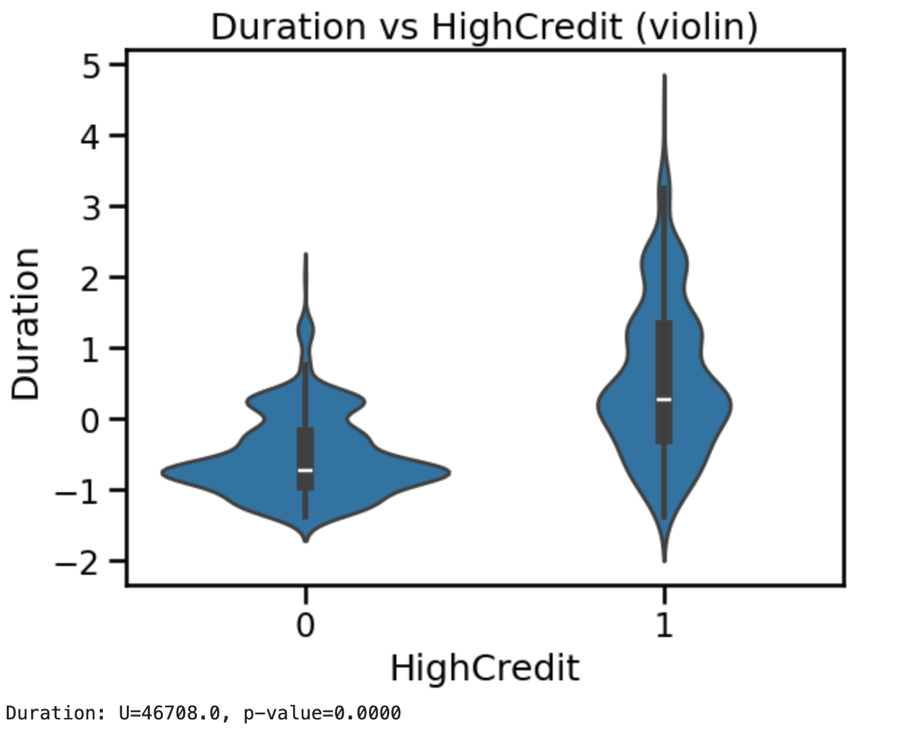 Duration vs HighCredit (violin)
5
4
3
2
1
0
−1
−2
Duration
0 1
HighCredit
Duration: U=46708.0, p-value=0.0000